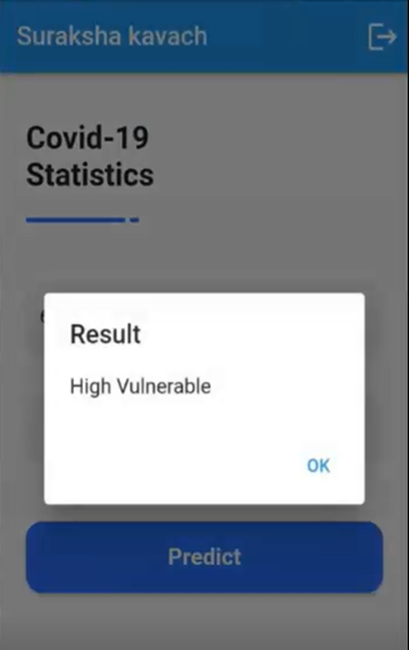 Suraksha kavach
Covid-19
Statistics
Result
High Vulnerable
OK
Predict